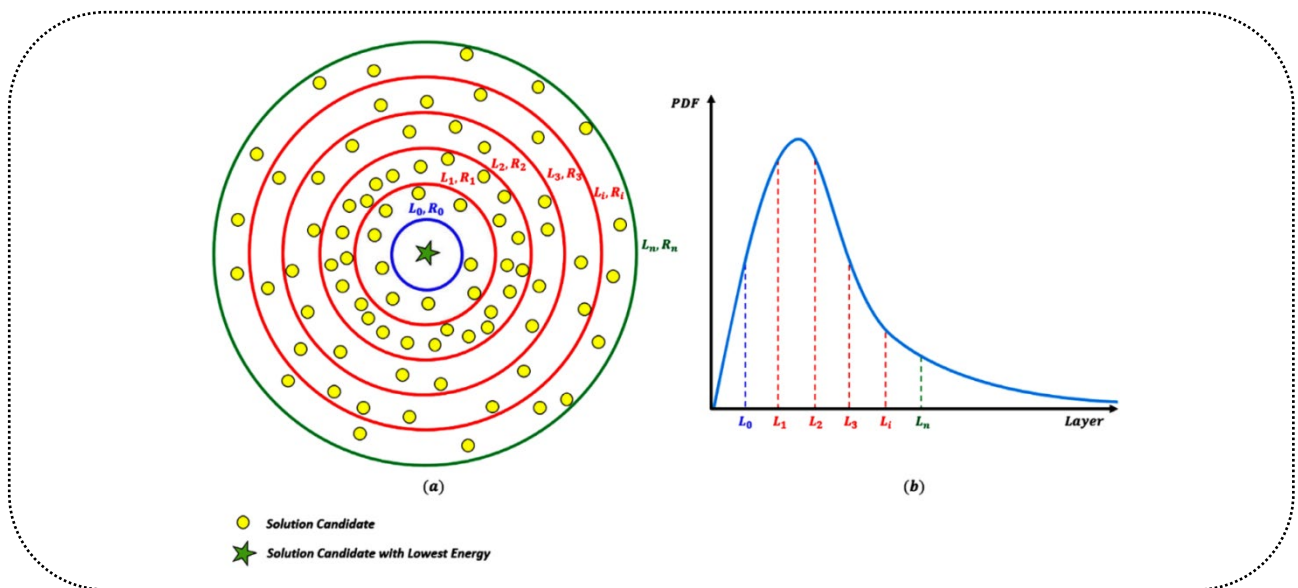 L₀, R₀
L₁, R₁
L₂, R₂
L₃, R₃
Lᵢ, Rᵢ
Lₙ, Rₙ
(a)
PDF
L₀ L₁ L₂ L₃ Lᵢ Lₙ Layer
(b)
Solution Candidate
Solution Candidate with Lowest Energy